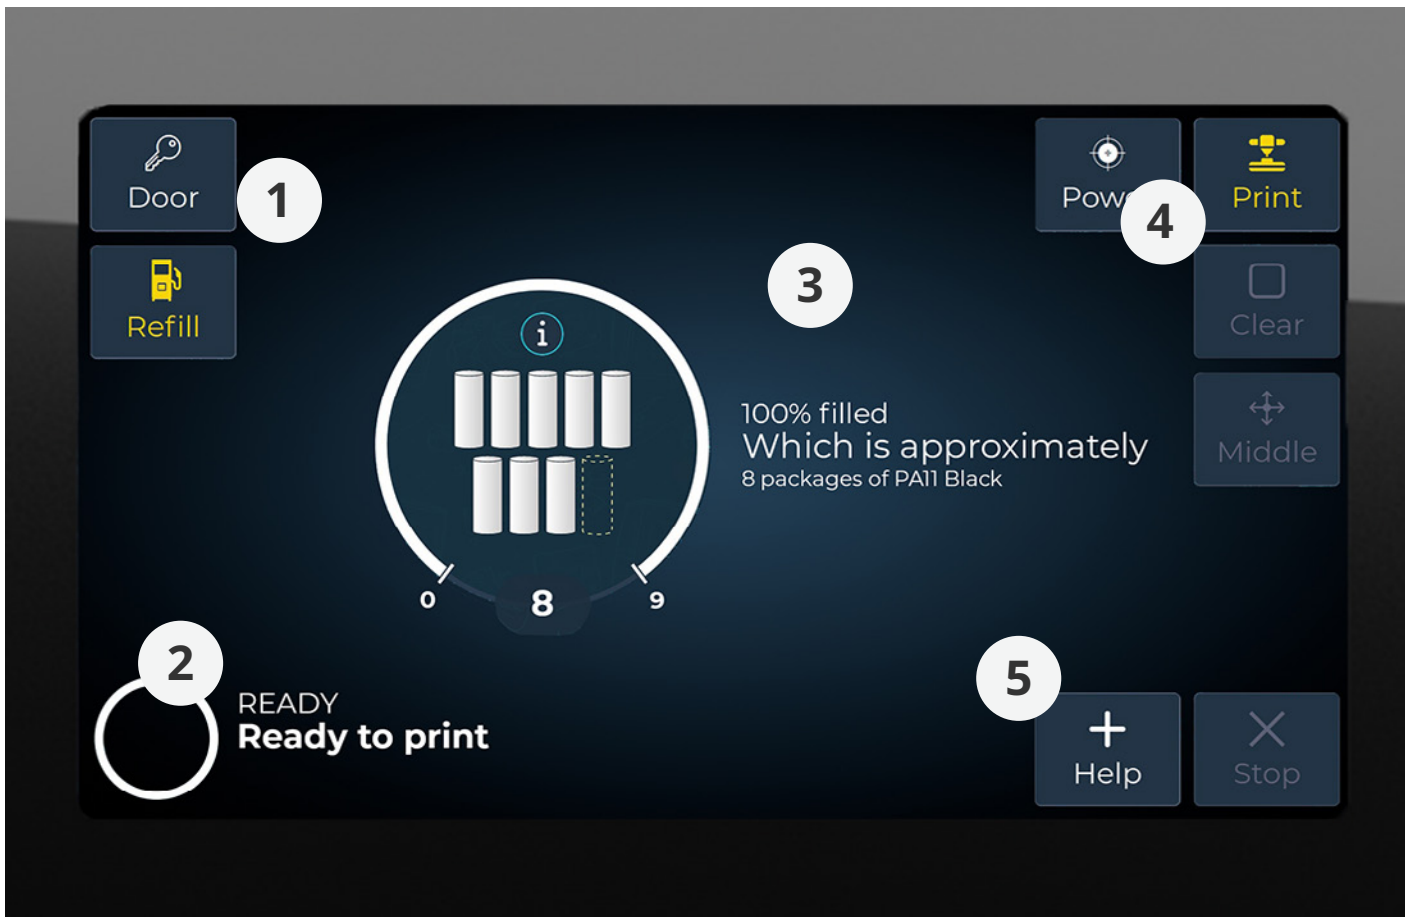 Door
1
Refill
Pow
4
Print
3
Clear
i
100% filled
Which is approximately
8 packages of PA11 Black
Middle
0
8
9
2
READY
Ready to print
5
Help
Stop